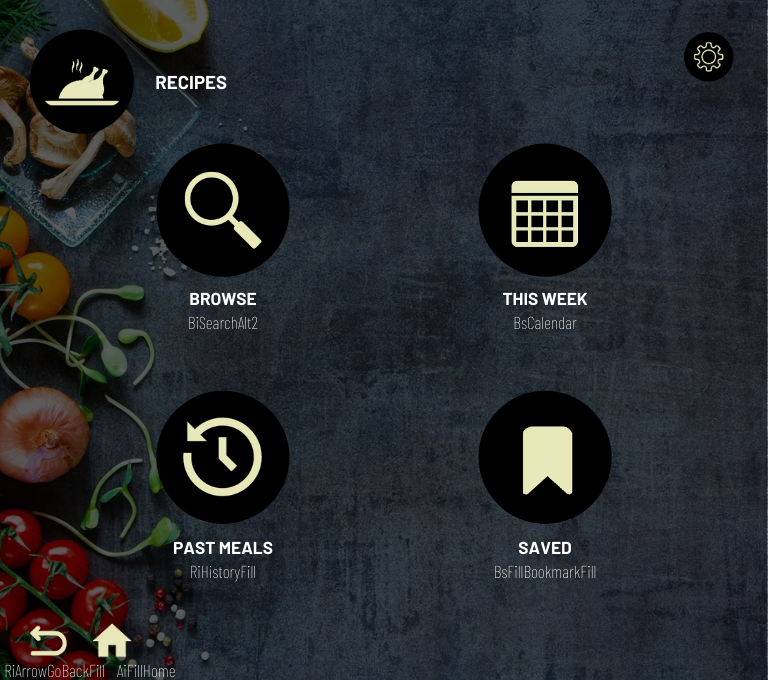 RECIPES
BROWSE
BiSearchAlt2
THIS WEEK
BsCalendar
PAST MEALS
RiHistoryFill
SAVED
BsFillBookmarkFill
RiArrowGoBackFill AiFillHome